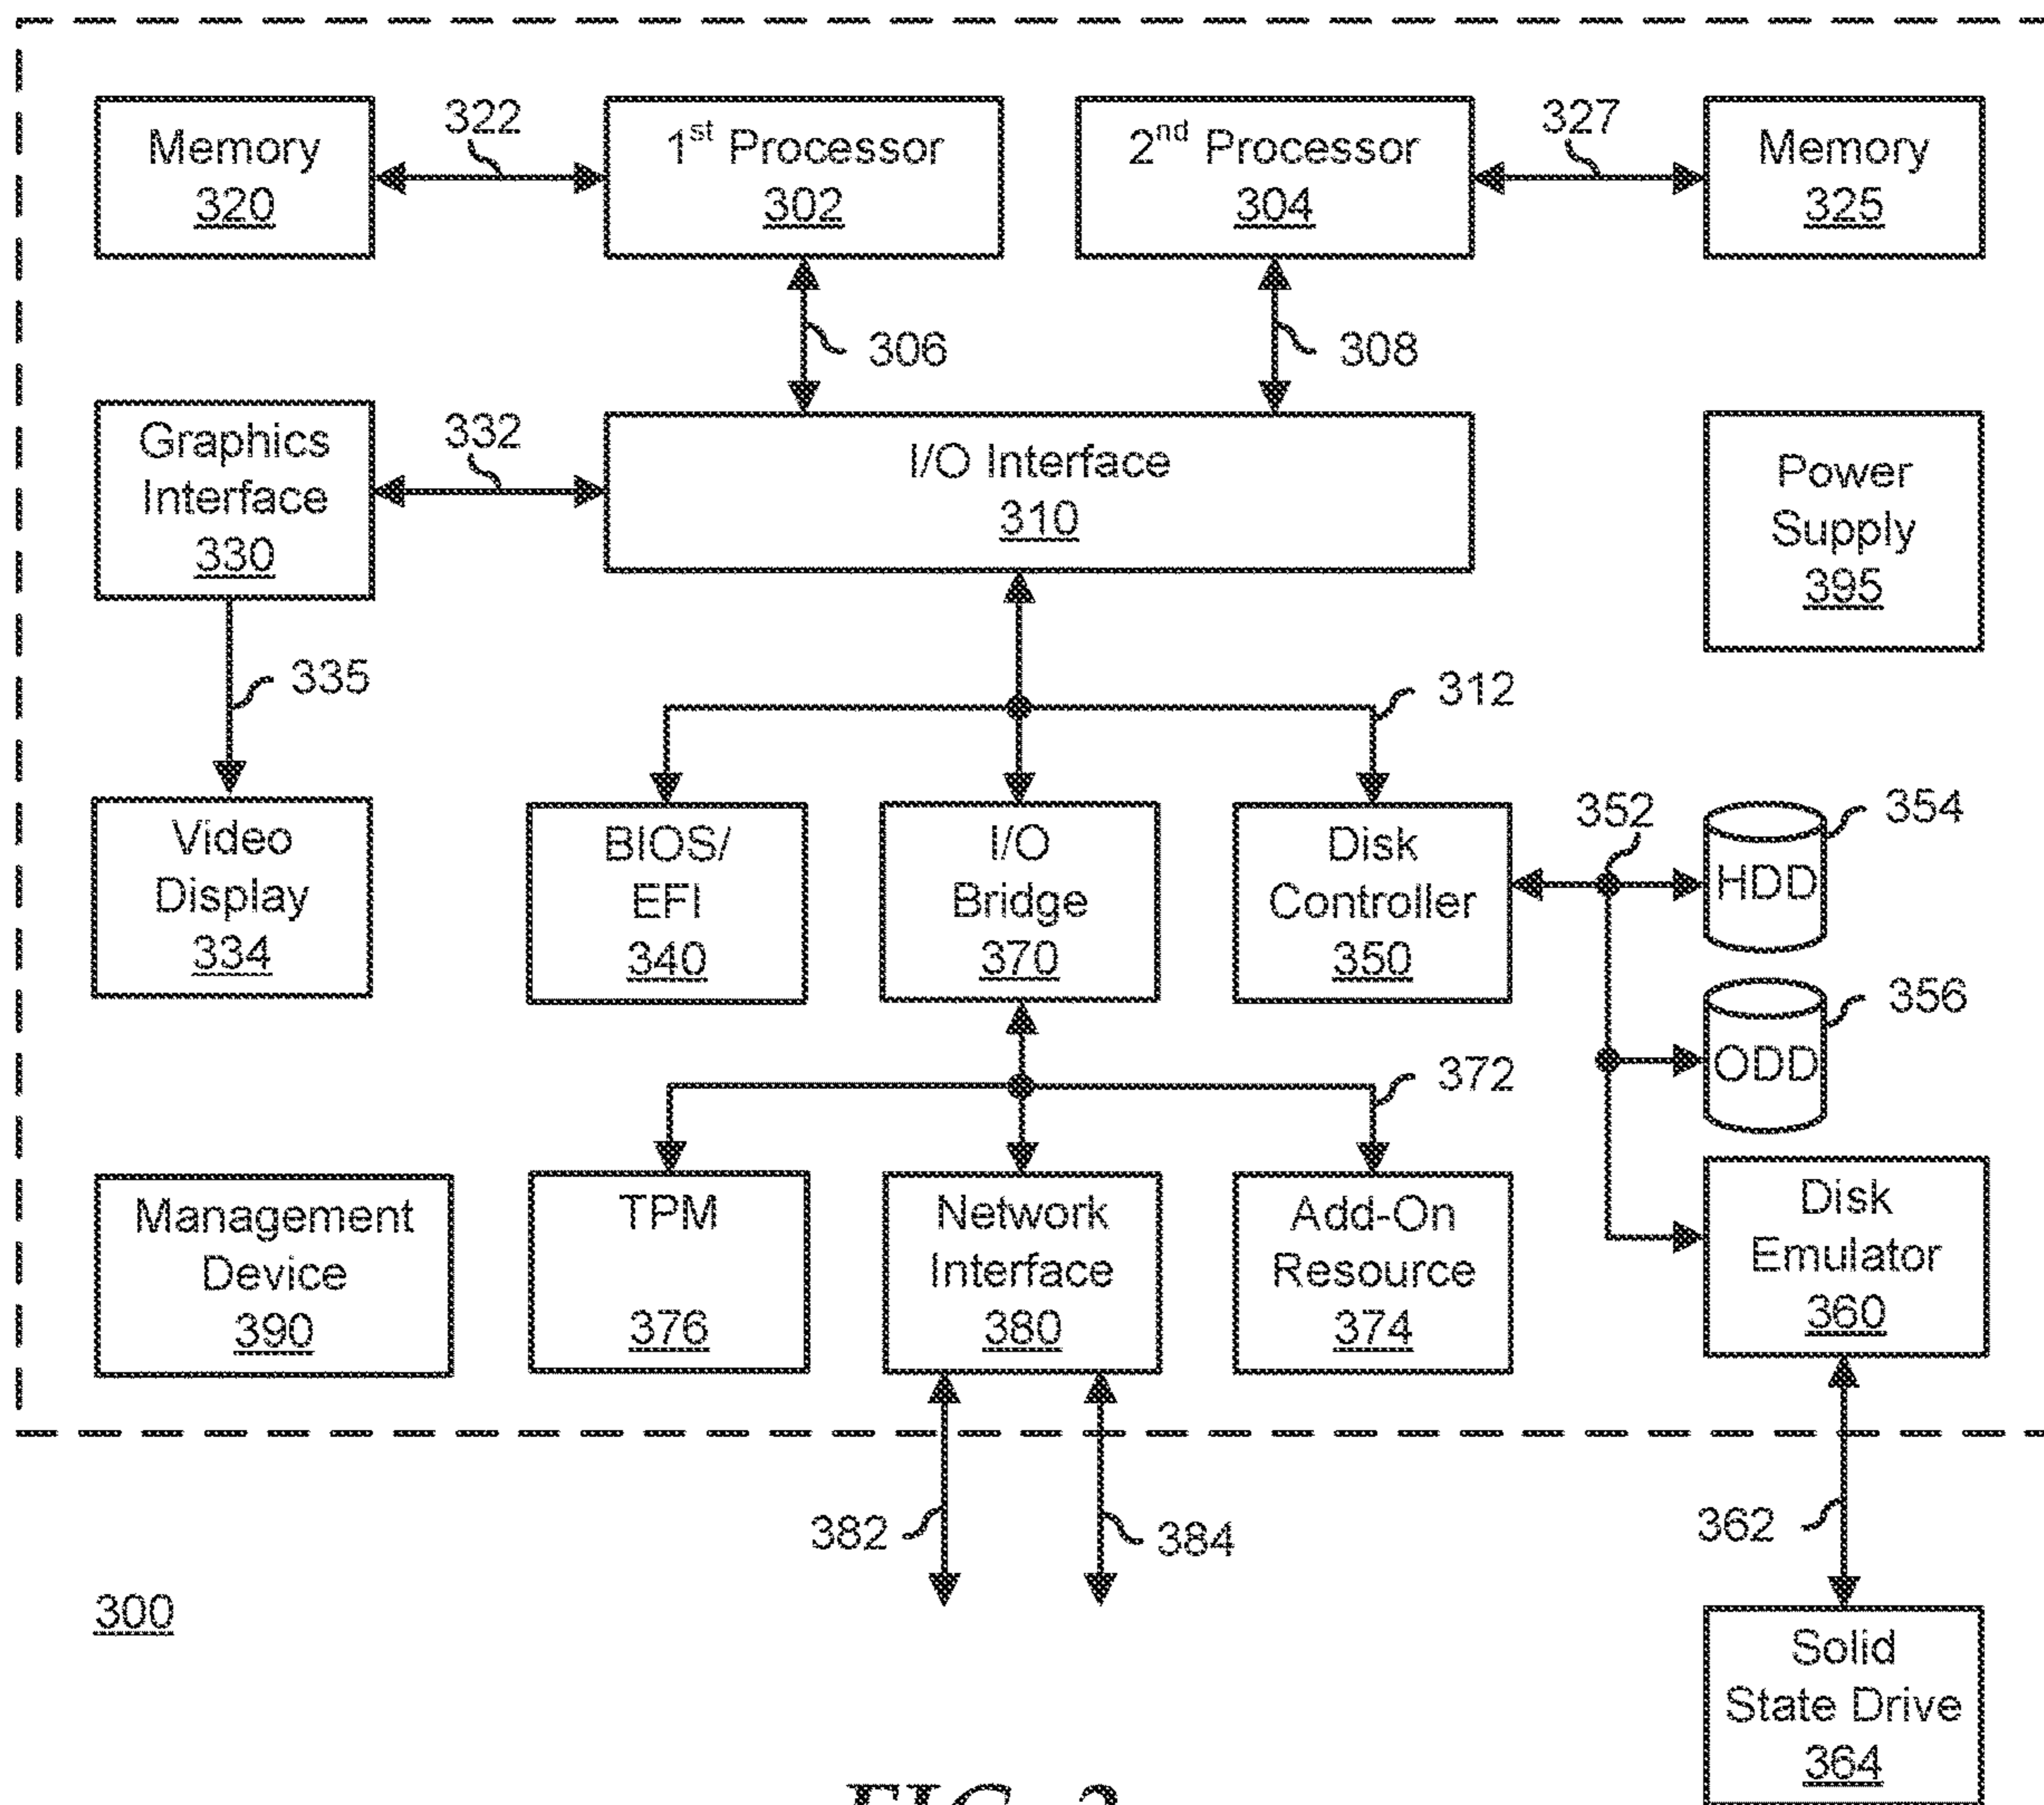 322
327
Memory
320
1st Processor
302
2nd Processor
304
Memory
325
306
308
Graphics
Interface
330
332
I/O Interface
310
Power
Supply
395
335
312
Video
Display
334
BIOS/
EFI
340
I/O
Bridge
370
Disk
Controller
350
352
HDD
354
ODD
356
372
Management
Device
390
TPM
376
Network
Interface
380
Add-On
Resource
374
Disk
Emulator
360
382
384
362
300
Solid
State Drive
364